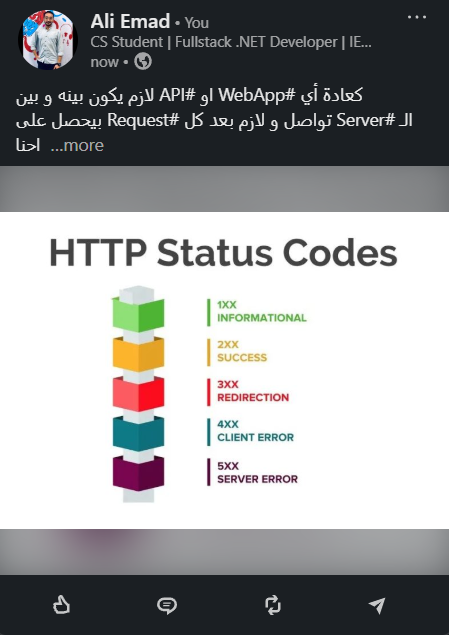 Ali Emad • You
CS Student | Fullstack .NET Developer | IE...
now •
كعادة أي #WebApp او #API لازم يكون بينه و بين
الـ #Server تواصل و لازم بعد كل #Request بيحصل على
احنا ...more
HTTP Status Codes
1XX
INFORMATIONAL
2XX
SUCCESS
3XX
REDIRECTION
4XX
CLIENT ERROR
5XX
SERVER ERROR